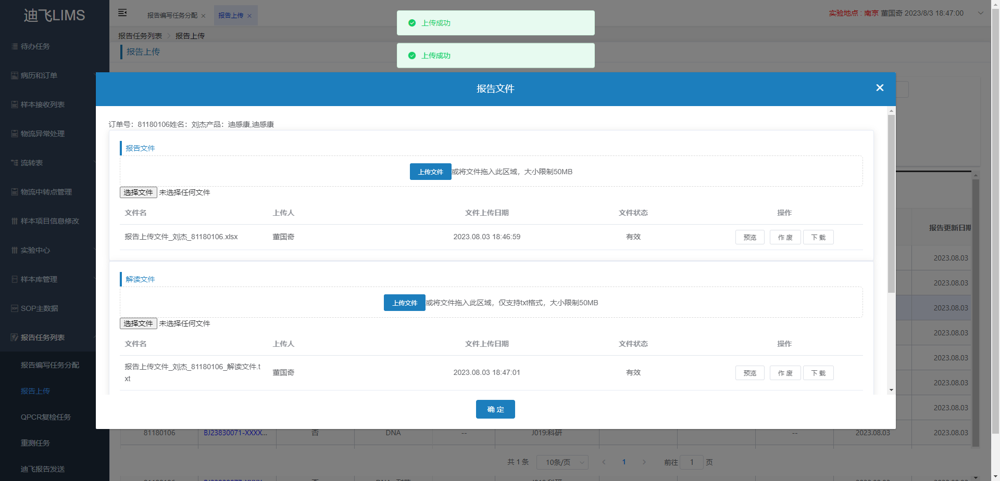 迪飞LIMS
报告编写任务分配 ×
报告上传 ×
上传成功
上传成功
实验地点 : 南京 董国奇 2023/8/3 18:47:00
报告任务列表 > 报告上传
报告上传
待办任务
病历和订单
样本接收列表
物流异常处理
流转表
物流中转点管理
样本项目信息修改
实验中心
样本库管理
SOP主数据
报告任务列表
报告编写任务分配
报告上传
QPCR复检任务
重测任务
迪飞报告发送
报告文件
订单号：81180106姓名：刘杰产品：迪感康,迪感康
报告文件
上传文件 或将文件拖入此区域，大小限制50MB
选择文件 未选择任何文件
文件名 上传人 文件上传日期 文件状态 操作
报告上传文件_刘杰_81180106.xlsx 董国奇 2023.08.03 18:46:59 有效 预览 作 废 下 载
解读文件
上传文件 或将文件拖入此区域，仅支持txt格式，大小限制50MB
选择文件 未选择任何文件
文件名 上传人 文件上传日期 文件状态 操作
报告上传文件_刘杰_81180106_解读文件.t
xt 董国奇 2023.08.03 18:47:01 有效 预览 作 废 下 载
确 定
报告更新日期
2023.08.03
2023.08.03
2023.08.03
2023.08.03
2023.08.03
2023.08.03
2023.08.03
81180106 BJ23830071-XXXX... 否 DNA -- J019:科研 -- 2023.08.03 2023.08.03
共 1 条 10条/页 < 1 > 前往 1 页